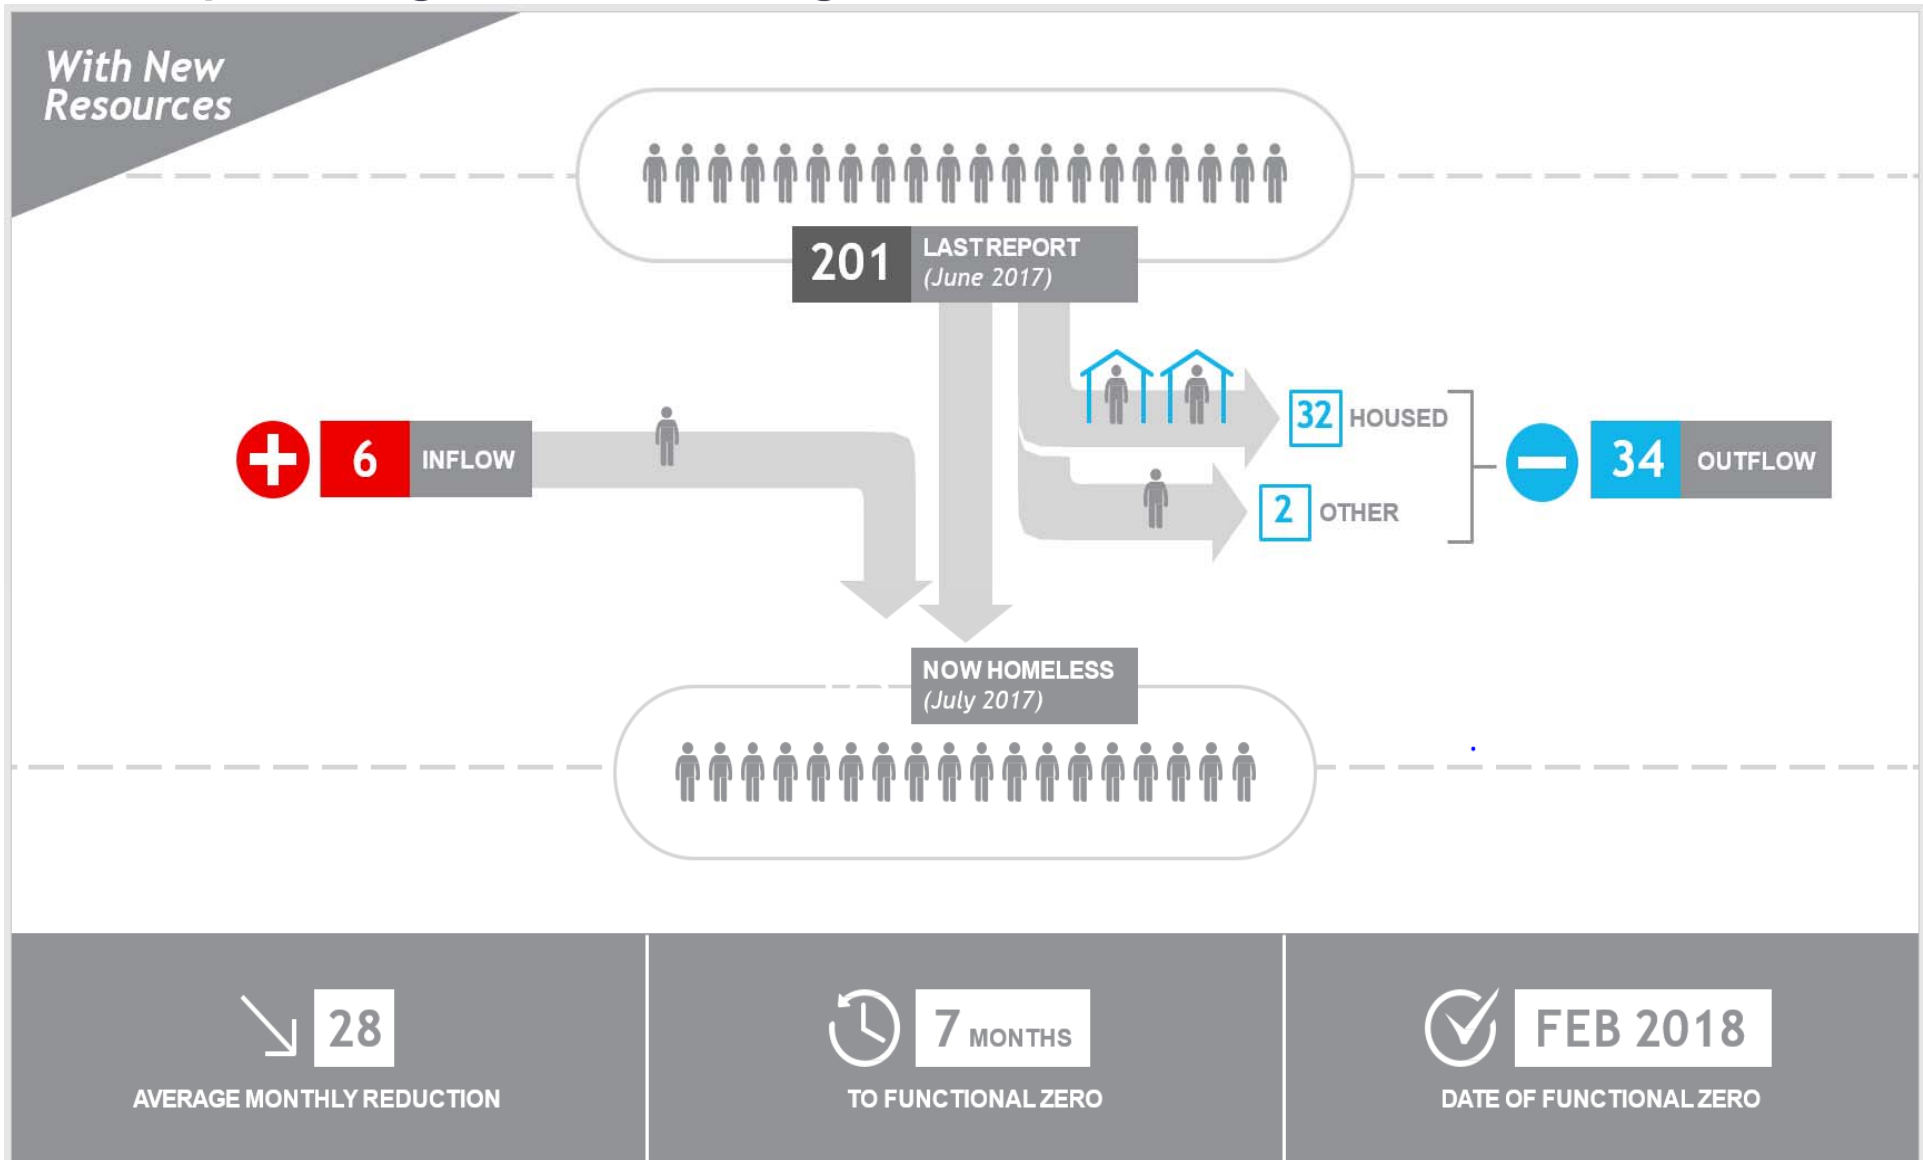 With New
Resources
201
LAST REPORT
(June 2017)
32 HOUSED
6 INFLOW
34 OUTFLOW
2 OTHER
NOW HOMELESS
(July 2017)
28
AVERAGE MONTHLY REDUCTION
7 MONTHS
TO FUNCTIONAL ZERO
FEB 2018
DATE OF FUNCTIONAL ZERO